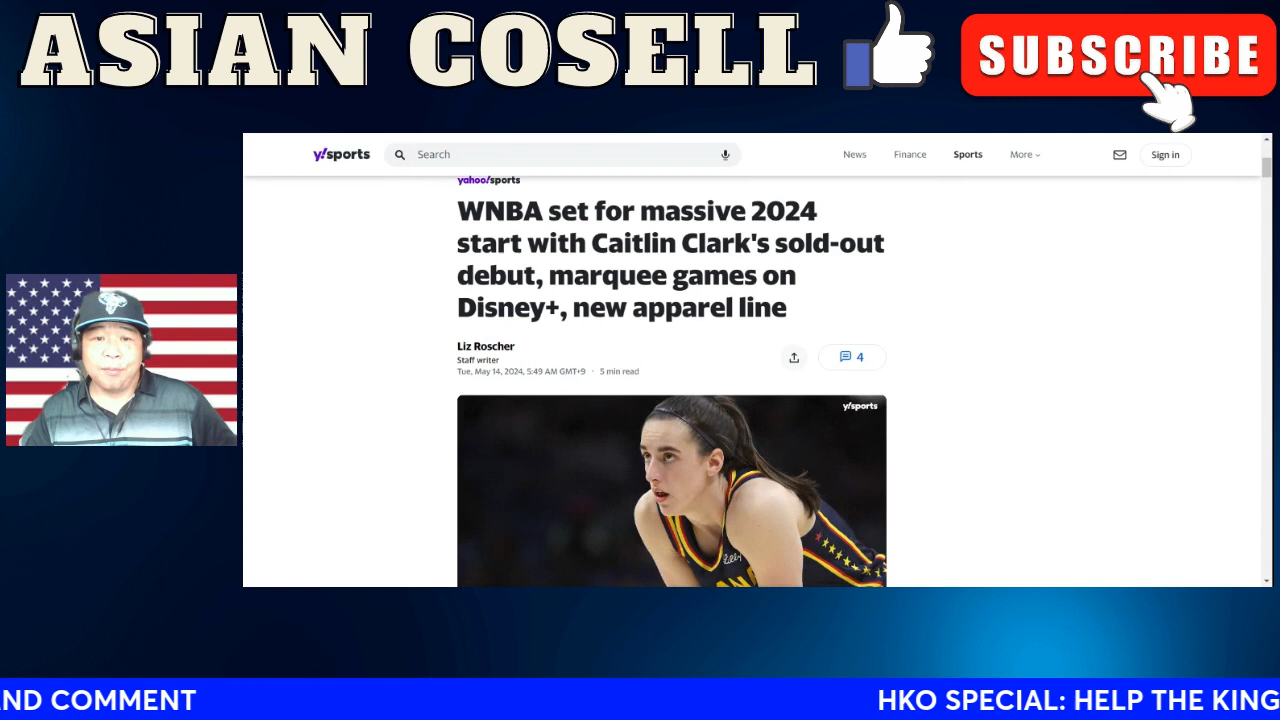 ASIAN COSELL
SUBSCRIBE
y!sports
Search
News
Finance
Sports
More
Sign in
yahoo!sports
WNBA set for massive 2024
start with Caitlin Clark's sold-out
debut, marquee games on
Disney+, new apparel line
Liz Roscher
Staff writer
Tue, May 14, 2024, 5:49 AM GMT+9 · 5 min read
4
y!sports
Lilly
AND COMMENT
HKO SPECIAL: HELP THE KING